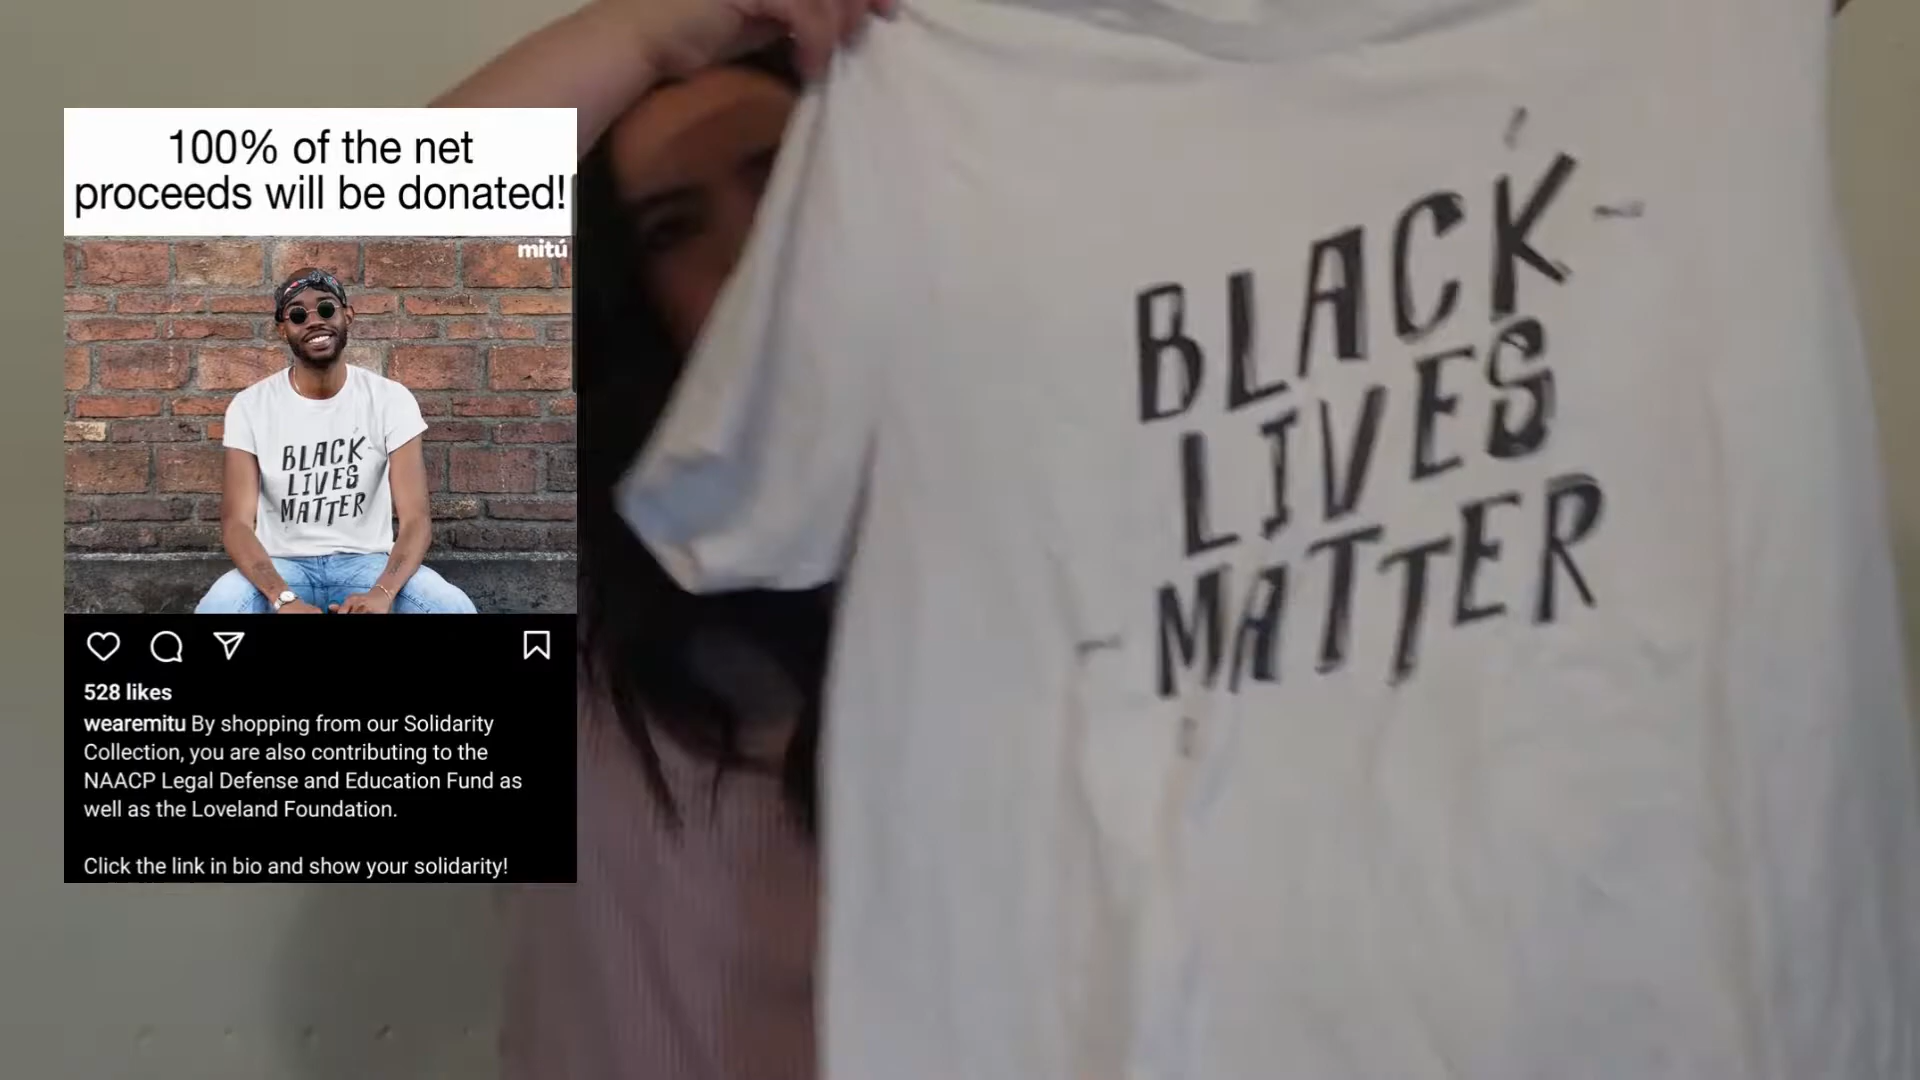 100% of the net
proceeds will be donated!
mitú
BLACK
LIVES
MATTER
528 likes
wearemitu By shopping from our Solidarity
Collection, you are also contributing to the
NAACP Legal Defense and Education Fund as
well as the Loveland Foundation.
Click the link in bio and show your solidarity!
BLACK
LIVES
MATTER